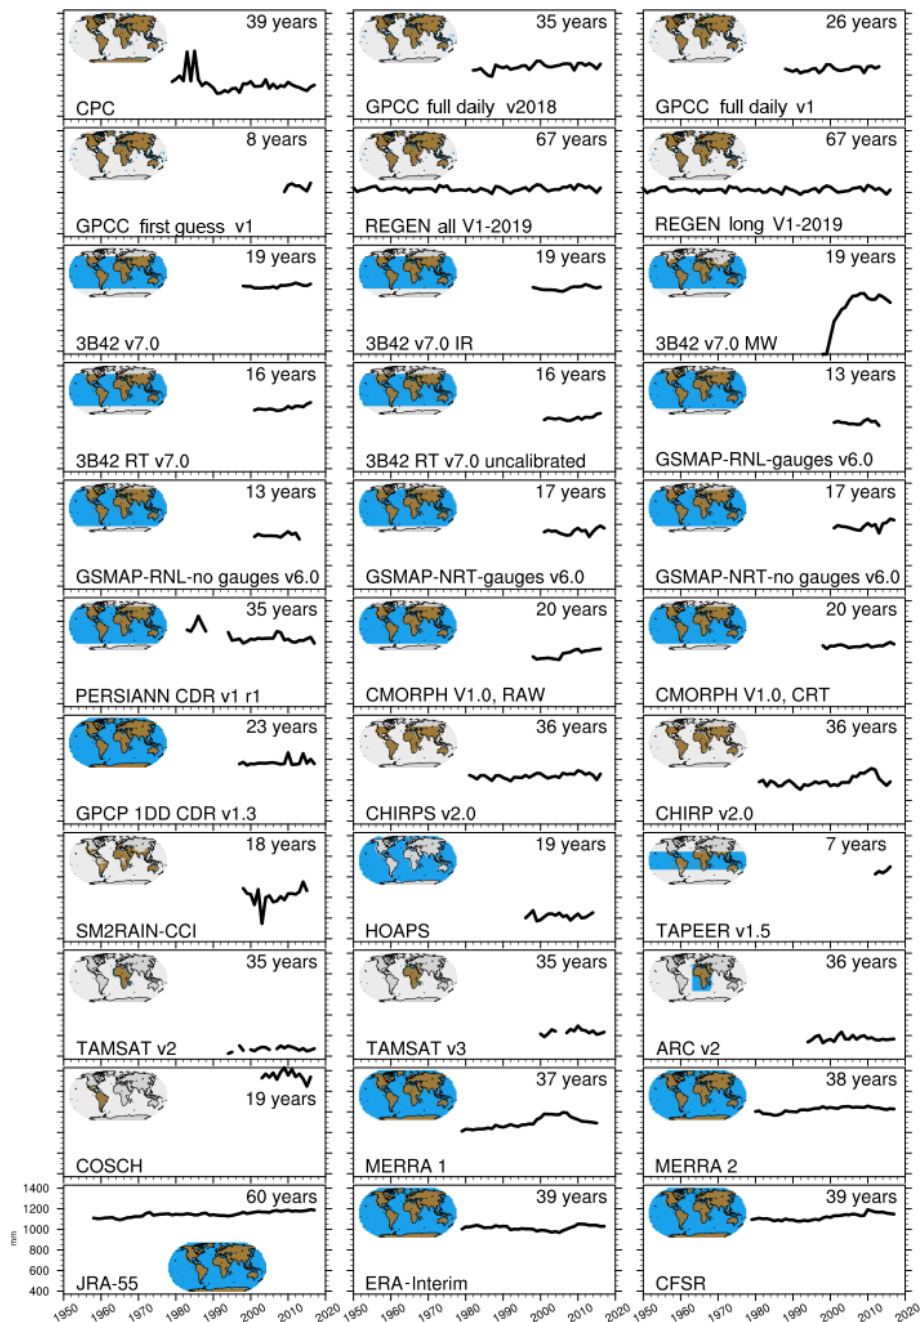 39 years
CPC
35 years
GPCC full daily v2018
26 years
GPCC full daily v1
8 years
GPCC first guess v1
67 years
REGEN all V1-2019
67 years
REGEN long V1-2019
19 years
3B42 v7.0
19 years
3B42 v7.0 IR
19 years
3B42 v7.0 MW
16 years
3B42 RT v7.0
16 years
3B42 RT v7.0 uncalibrated
13 years
GSMAP-RNL-gauges v6.0
13 years
GSMAP-RNL-no gauges v6.0
17 years
GSMAP-NRT-gauges v6.0
17 years
GSMAP-NRT-no gauges v6.0
35 years
PERSIANN CDR v1 r1
20 years
CMORPH V1.0, RAW
20 years
CMORPH V1.0, CRT
23 years
GPCP 1DD CDR v1.3
36 years
CHIRPS v2.0
36 years
CHIRP v2.0
18 years
SM2RAIN-CCI
19 years
HOAPS
7 years
TAPEER v1.5
35 years
TAMSAT v2
35 years
TAMSAT v3
36 years
ARC v2
19 years
COSCH
37 years
MERRA 1
38 years
MERRA 2
1400
1200
1000
800
600
400
mm
60 years
JRA-55
39 years
ERA-Interim
39 years
CFSR
1950 1960 1970 1980 1990 2000 2010 2020
1950 1960 1970 1980 1990 2000 2010 2020
1950 1960 1970 1980 1990 2000 2010 2020